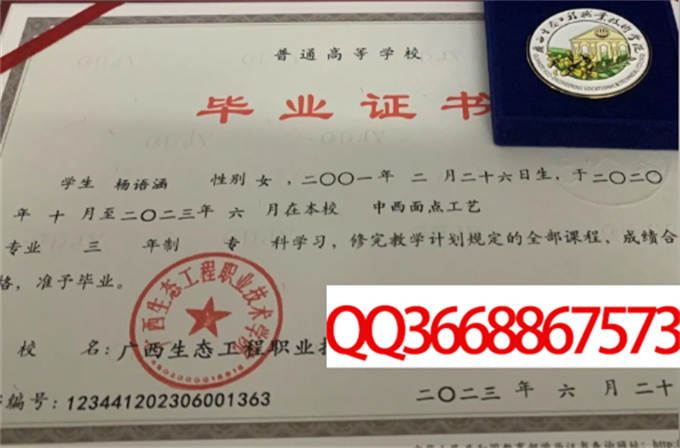 普通高等学校
毕业证书
学生 杨语涵 性别 女 ,二〇〇一年 二 月二十六日生,于二〇二〇
年 十 月至二〇二三年 六 月在本校 中西面点工艺
专业 三 年制 专 科学习,修完教学计划规定的全部课程,成绩合
格,准予毕业。
广西生态工程职业技术学院
QQ3668867573
校 名:广西生态工程职业技
二〇二三 年 六 月 二十
编号:123441202306001363